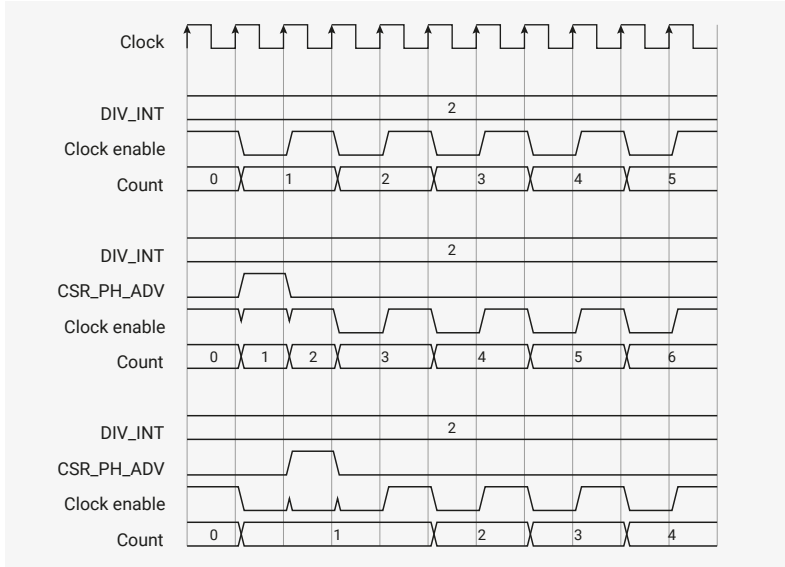 Clock
DIV_INT 2
Clock enable
Count 0 1 2 3 4 5
DIV_INT 2
CSR_PH_ADV
Clock enable
Count 0 1 2 3 4 5 6
DIV_INT 2
CSR_PH_ADV
Clock enable
Count 0 1 2 3 4